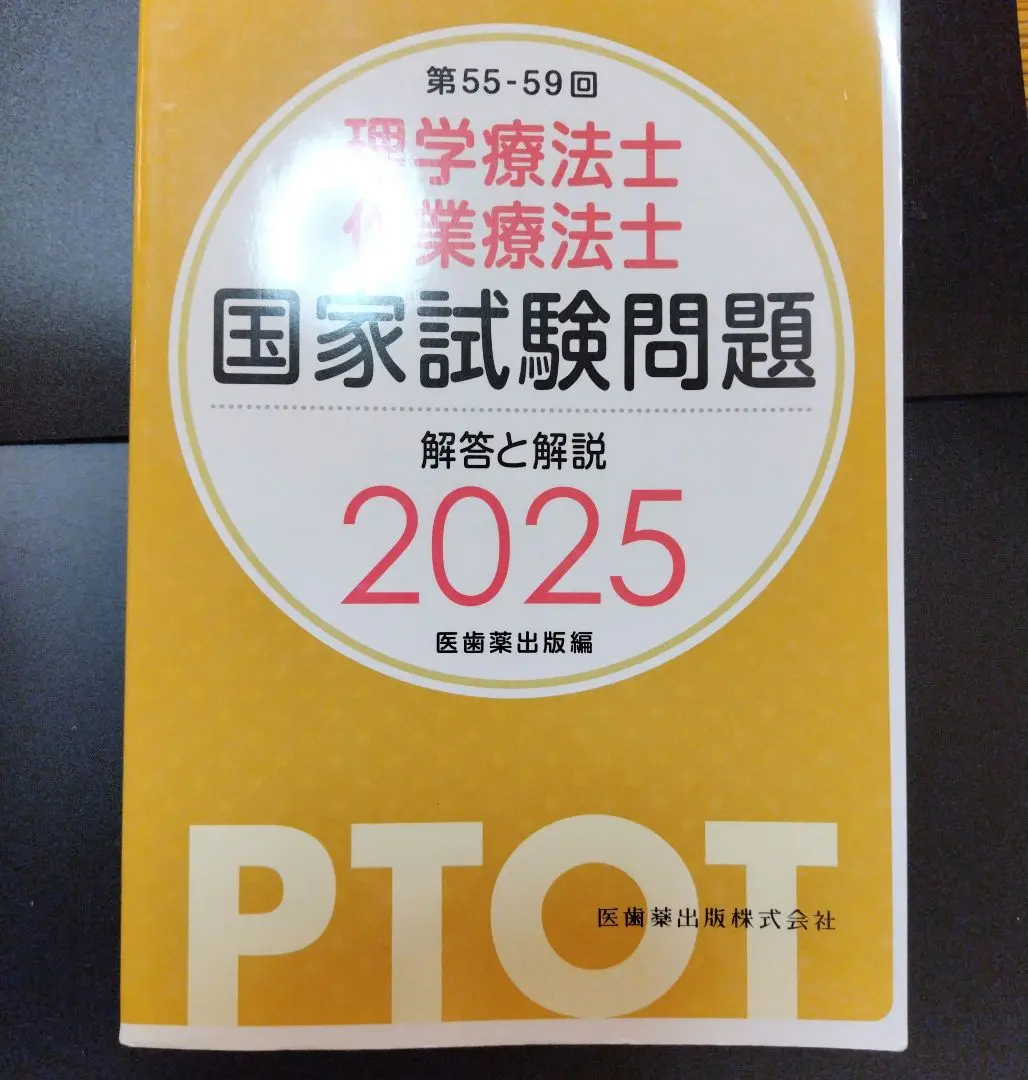 第55-59回
理学療法士
作業療法士
国家試験問題
解答と解説
2025
医歯薬出版編
PTOT
医歯薬出版株式会社